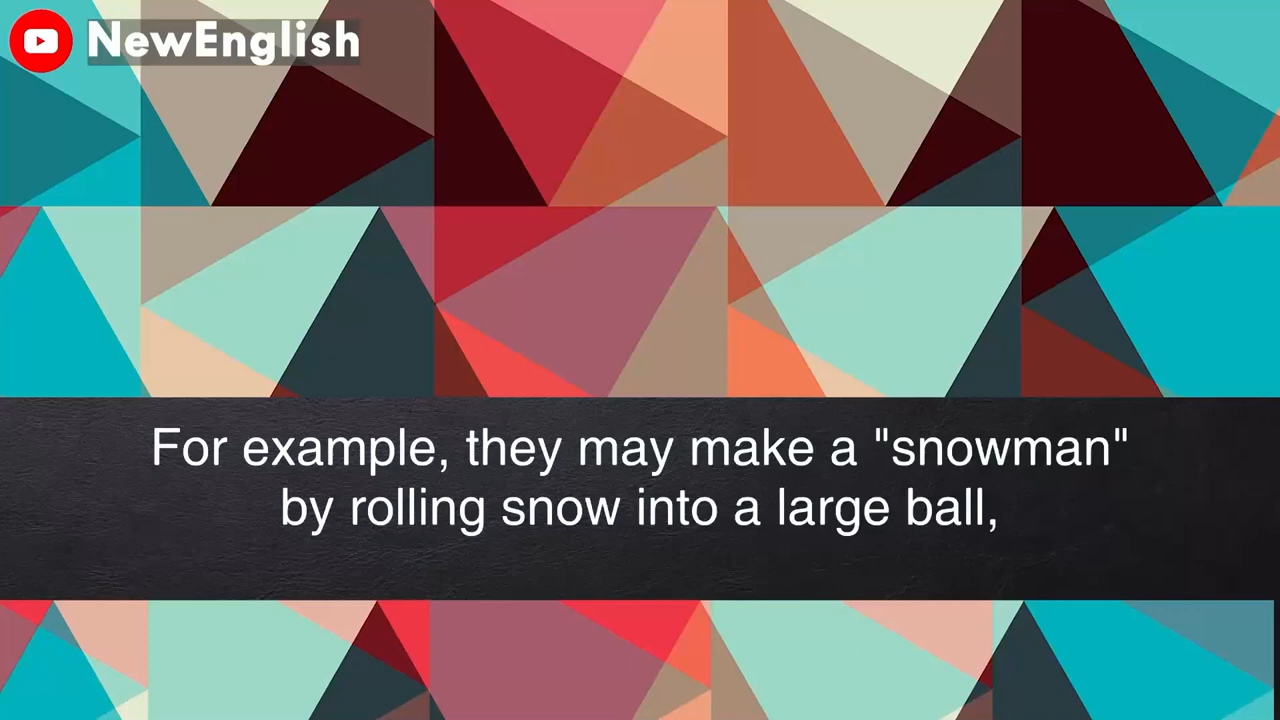 NewEnglish
For example, they may make a "snowman"
by rolling snow into a large ball,